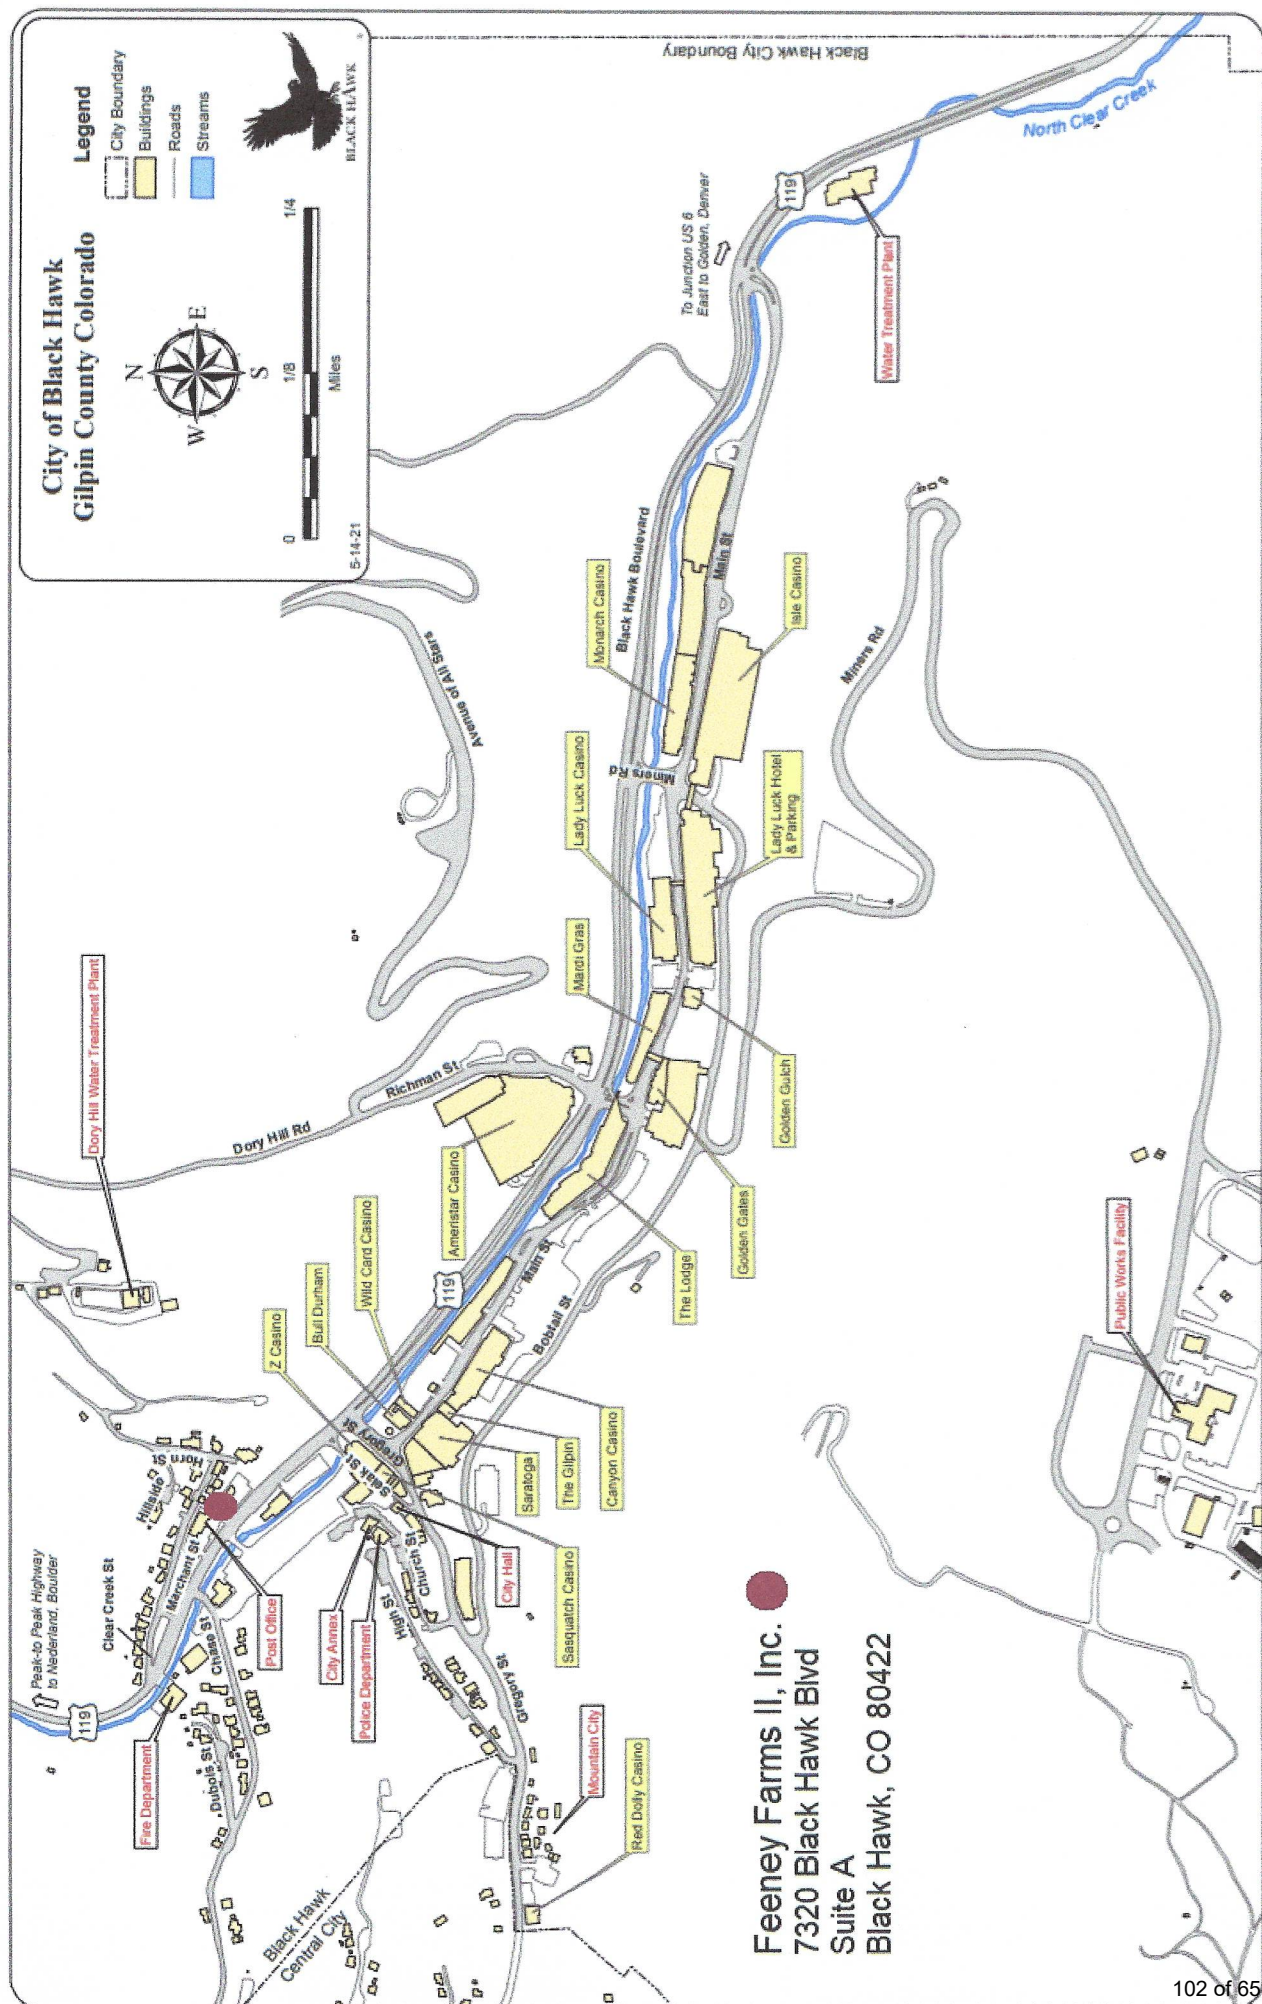 City of Black Hawk
Gilpin County Colorado
N
W
E
S
0
1/8
1/4
Miles
5-14-21
Legend
City Boundary
Buildings
Roads
Streams
BLACK HAWK
Black Hawk City Boundary
North Clear Creek
119
To Junction US 6
East to Golden, Denver
Water Treatment Plant
Peak-to Peak Highway
to Nederland, Boulder
119
Clear Creek St
Hillside
Horn St
Marchant St
Chase St
Dubois St
Fire Department
Post Office
Dory Hill Water Treatment Plant
Dory Hill Rd
Richman St
Avenue of All Stars
Black Hawk Boulevard
Z Casino
Bull Durham
Wild Card Casino
Ameristar Casino
119
Mardi Gras
Lady Luck Casino
Monarch Casino
Miners Rd
Main St
Isle Casino
Lady Luck Hotel
& Parking
Miners Rd
City Annex
Police Department
High St
Church St
Selak St
Gregory St
Main St
Bobtail St
City Hall
Sasquatch Casino
Saratoga
The Gilpin
Canyon Casino
The Lodge
Golden Gates
Golden Gulch
Gregory St
Mountain City
Red Dolly Casino
Black Hawk
Central City
Public Works Facility
Feeney Farms II, Inc.
7320 Black Hawk Blvd
Suite A
Black Hawk, CO 80422
102 of 65